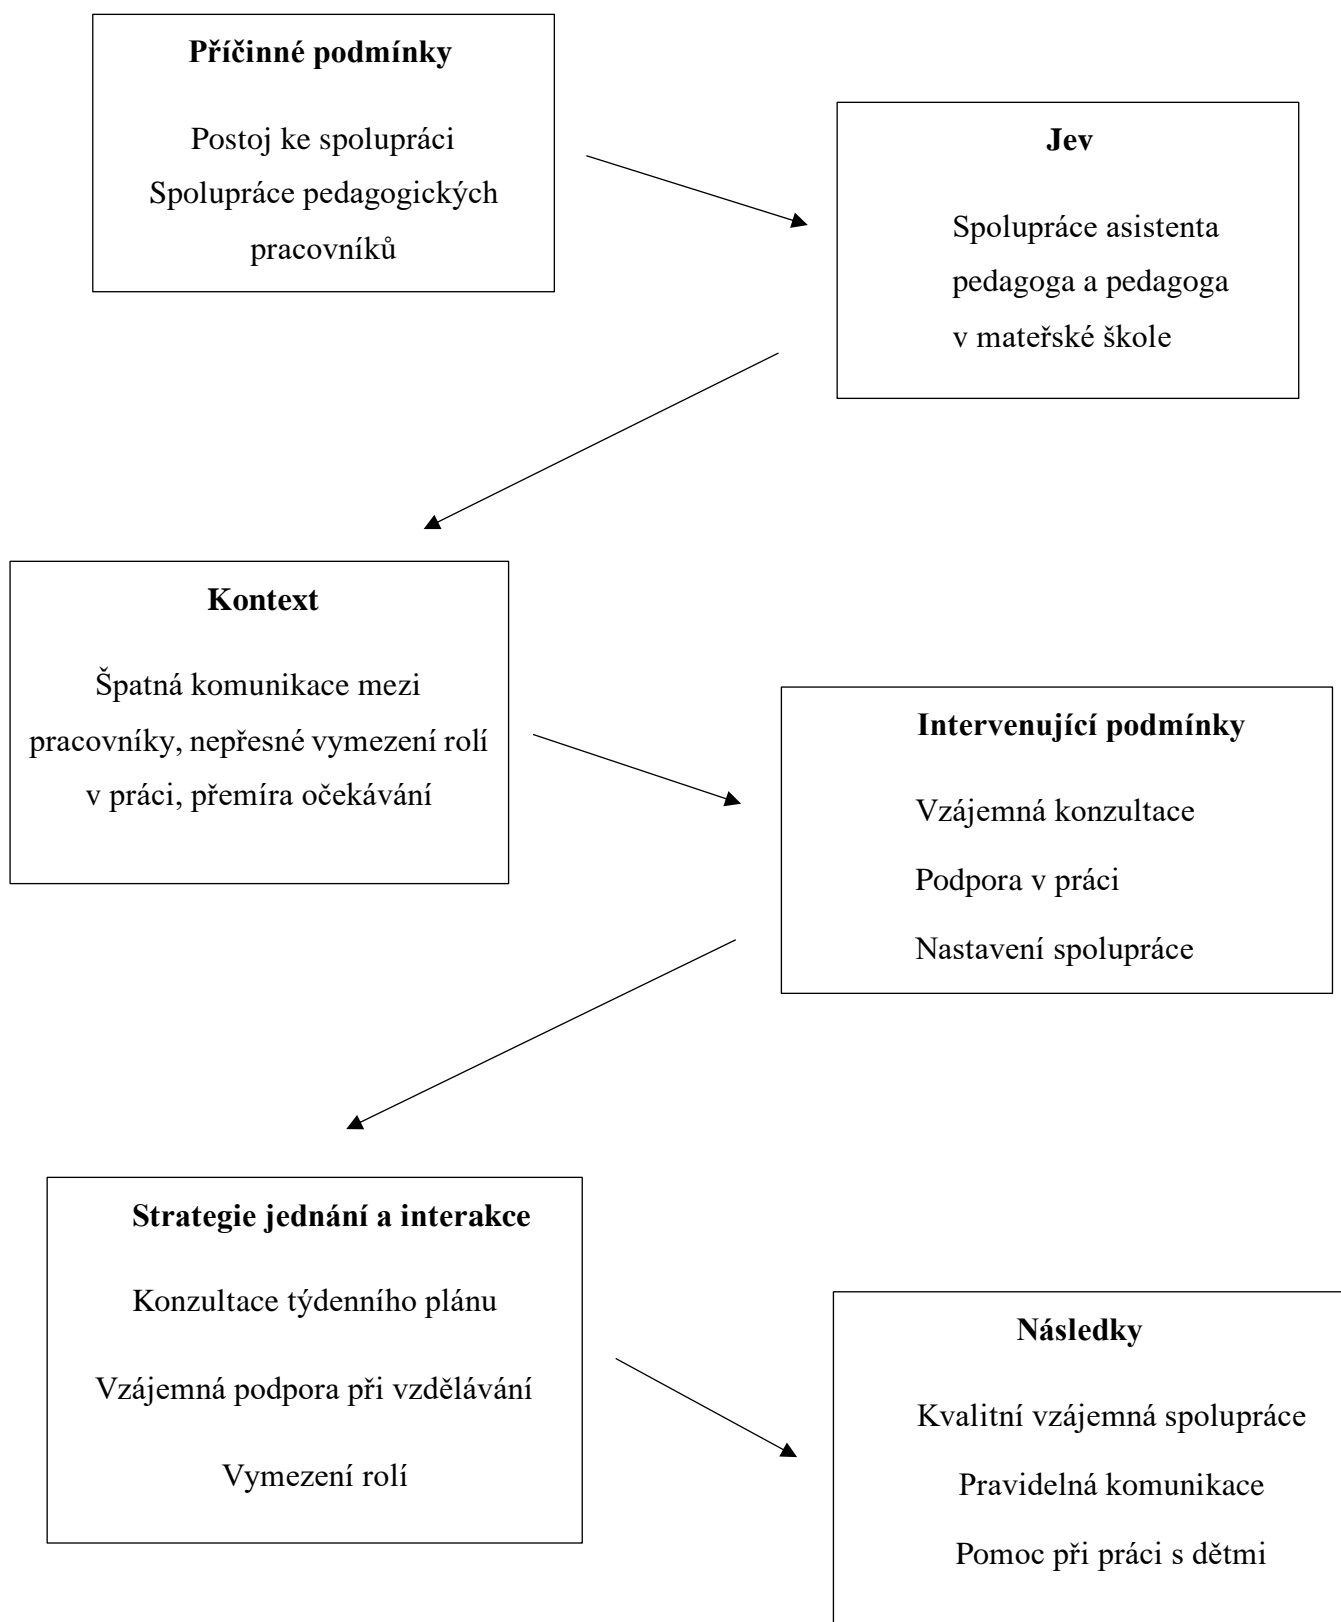 Příčinné podmínky
Postoj ke spolupráci
Spolupráce pedagogických
pracovníků
Jev
Spolupráce asistenta
pedagoga a pedagoga
v mateřské škole
Kontext
Špatná komunikace mezi
pracovníky, nepřesné vymezení rolí
v práci, přemíra očekávání
Intervenující podmínky
Vzájemná konzultace
Podpora v práci
Nastavení spolupráce
Strategie jednání a interakce
Konzultace týdenního plánu
Vzájemná podpora při vzdělávání
Vymezení rolí
Následky
Kvalitní vzájemná spolupráce
Pravidelná komunikace
Pomoc při práci s dětmi